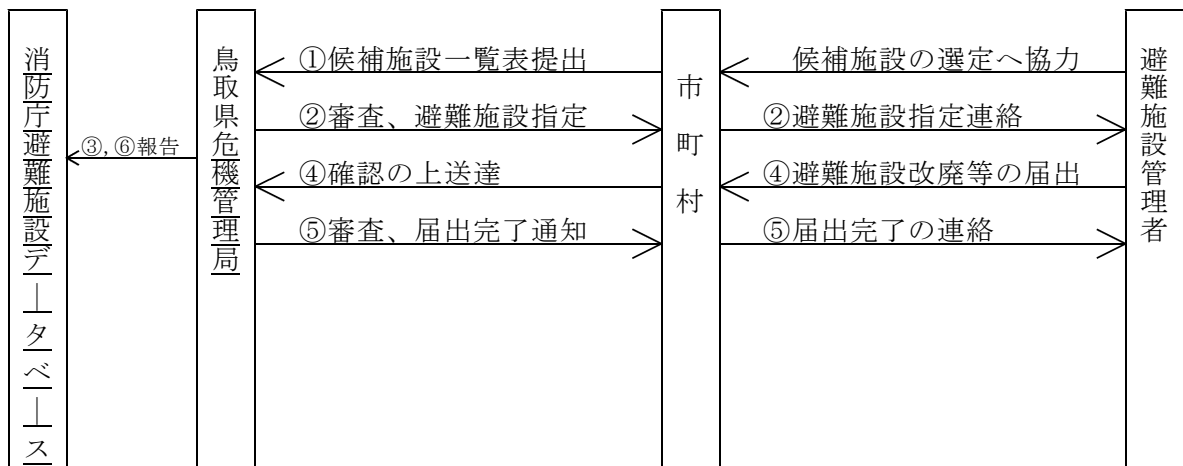 消防庁避難施設データベース
③,⑥報告
鳥取県危機管理局
①候補施設一覧表提出
②審査、避難施設指定
④確認の上送達
⑤審査、届出完了通知
市町村
候補施設の選定へ協力
②避難施設指定連絡
④避難施設改廃等の届出
⑤届出完了の連絡
避難施設管理者